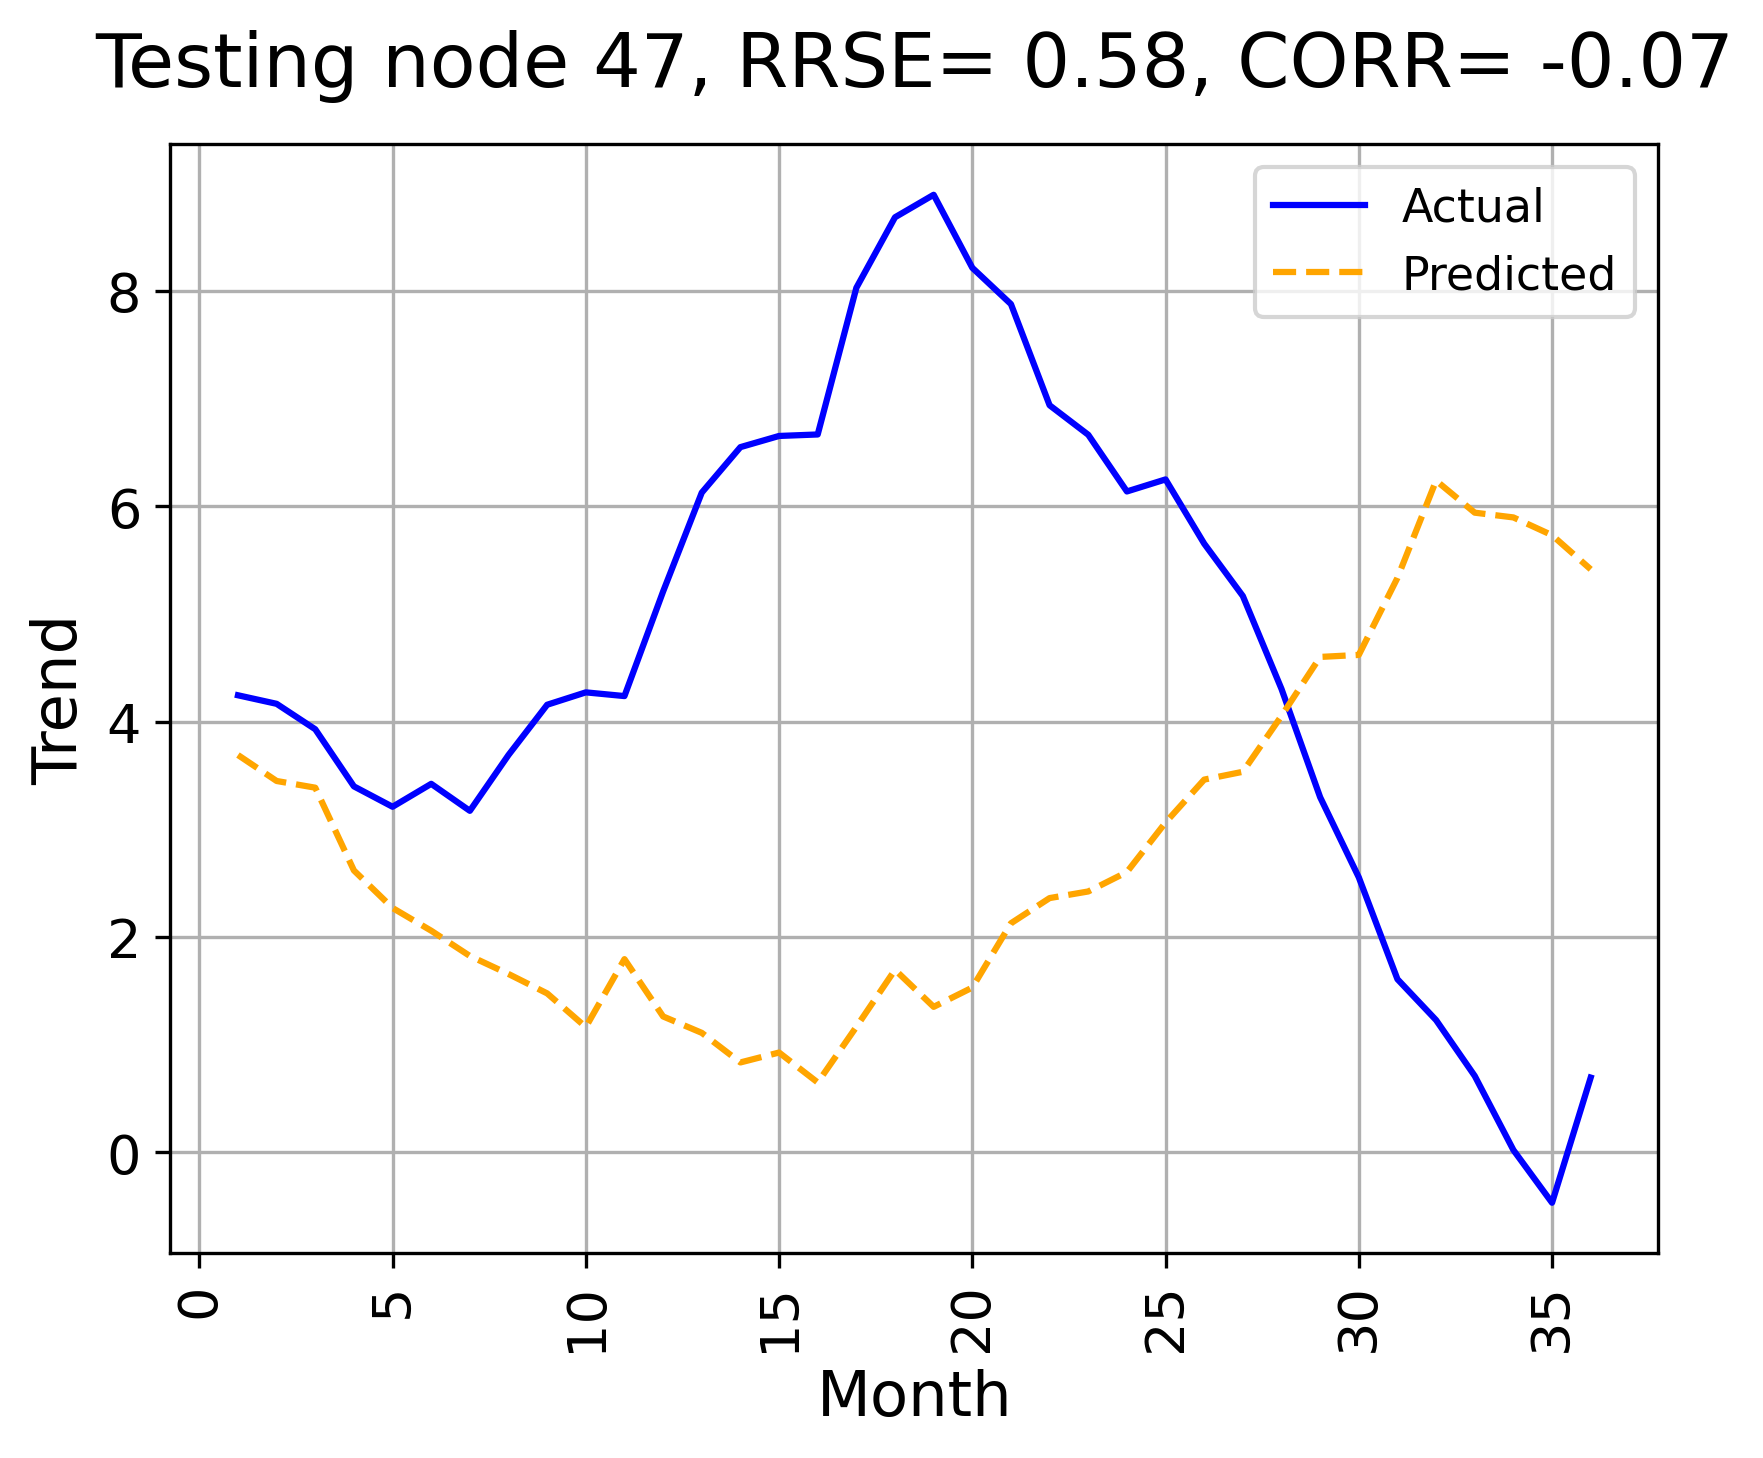 Testing node 47, RRSE= 0.58, CORR= -0.07
Actual
Predicted
Trend
8
6
4
2
0
0 5 10 15 20 25 30 35
Month